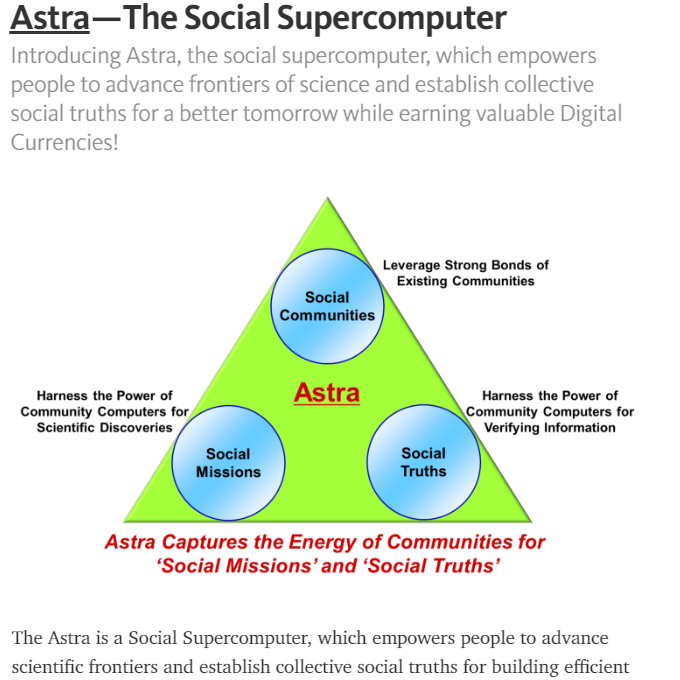 Astra—The Social Supercomputer
Introducing Astra, the social supercomputer, which empowers
people to advance frontiers of science and establish collective
social truths for a better tomorrow while earning valuable Digital
Currencies!
Leverage Strong Bonds of
Existing Communities
Social
Communities
Astra
Harness the Power of
Community Computers for
Scientific Discoveries
Harness the Power of
Community Computers for
Verifying Information
Social
Missions
Social
Truths
Astra Captures the Energy of Communities for
‘Social Missions’ and ‘Social Truths’
The Astra is a Social Supercomputer, which empowers people to advance
scientific frontiers and establish collective social truths for building efficient